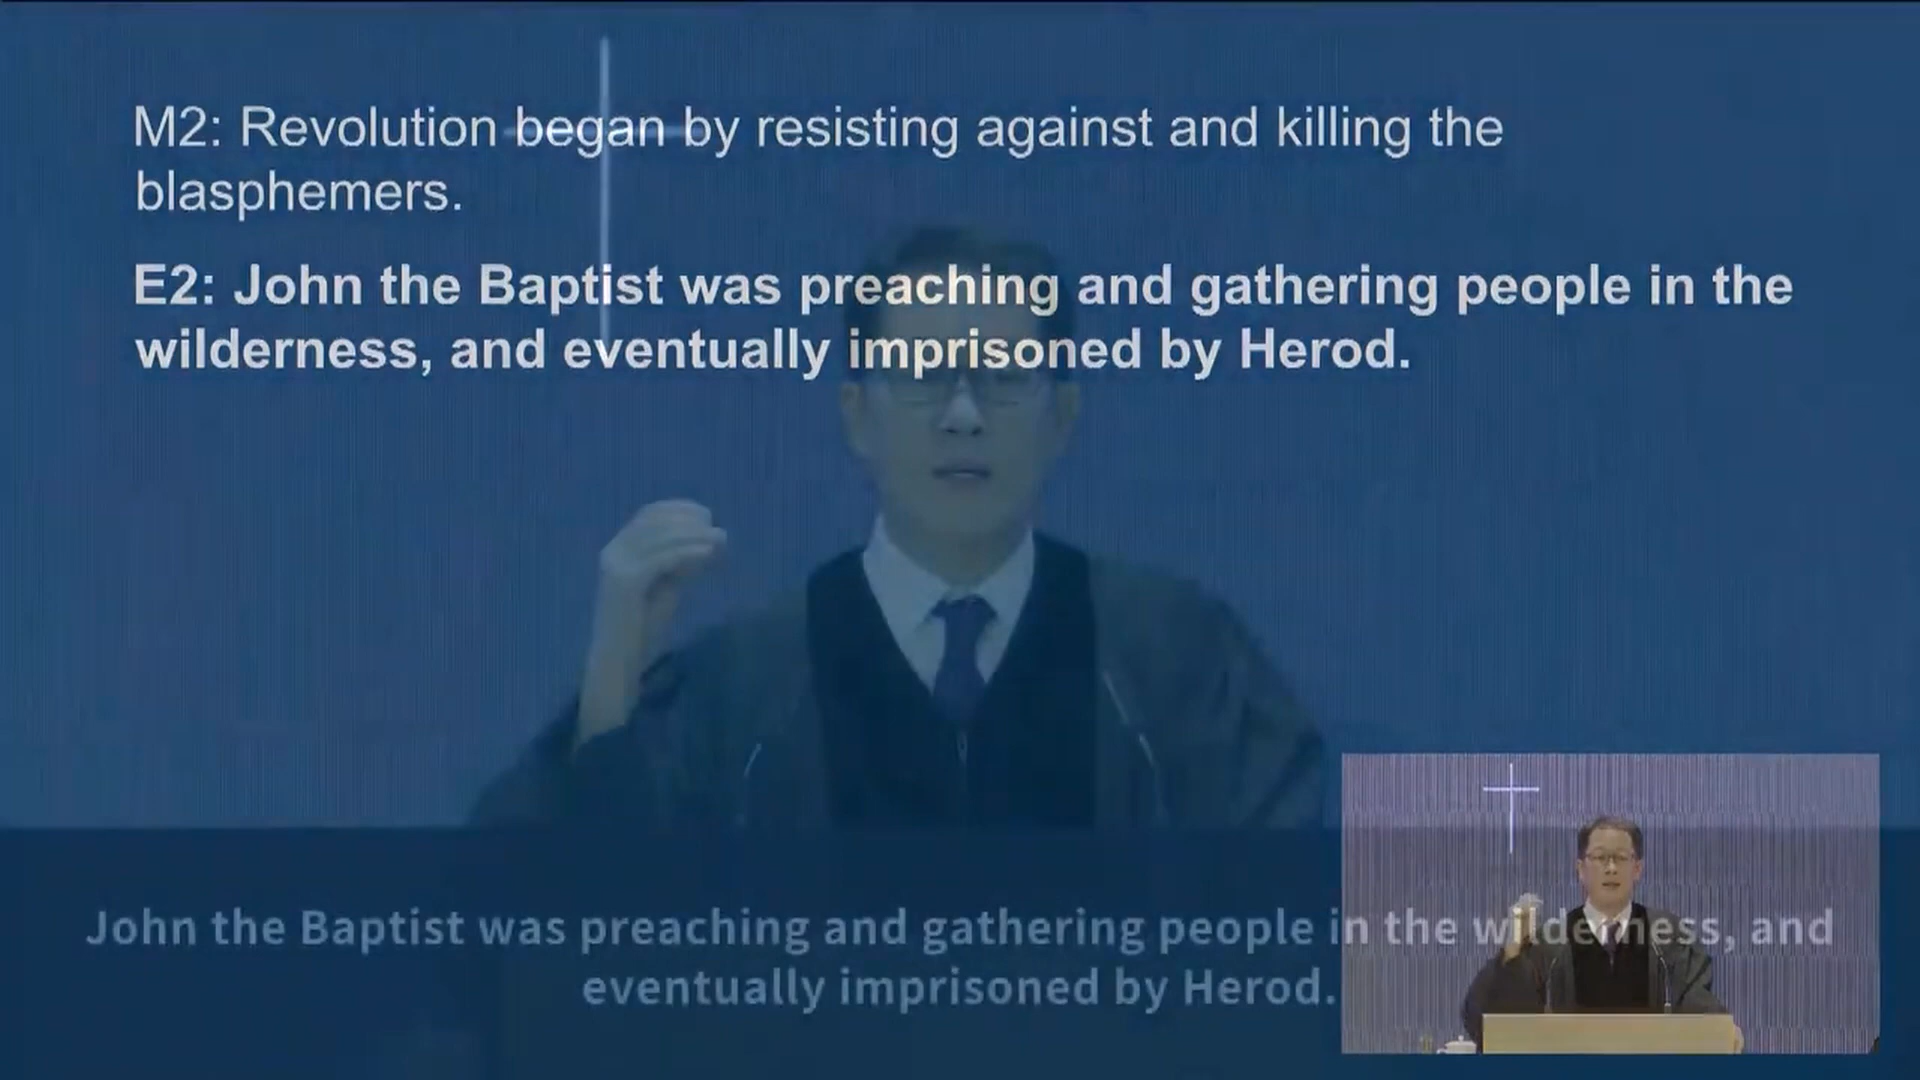 M2: Revolution began by resisting against and killing the
blasphemers.
E2: John the Baptist was preaching and gathering people in the
wilderness, and eventually imprisoned by Herod.
John the Baptist was preaching and gathering people in the wilderness, and
eventually imprisoned by Herod.